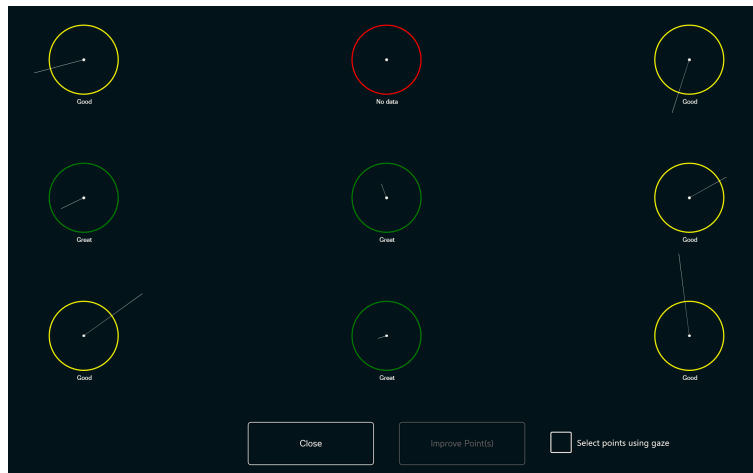 Good
No data
Good
Great
Great
Good
Good
Great
Good
Close
Improve Point(s)
Select points using gaze